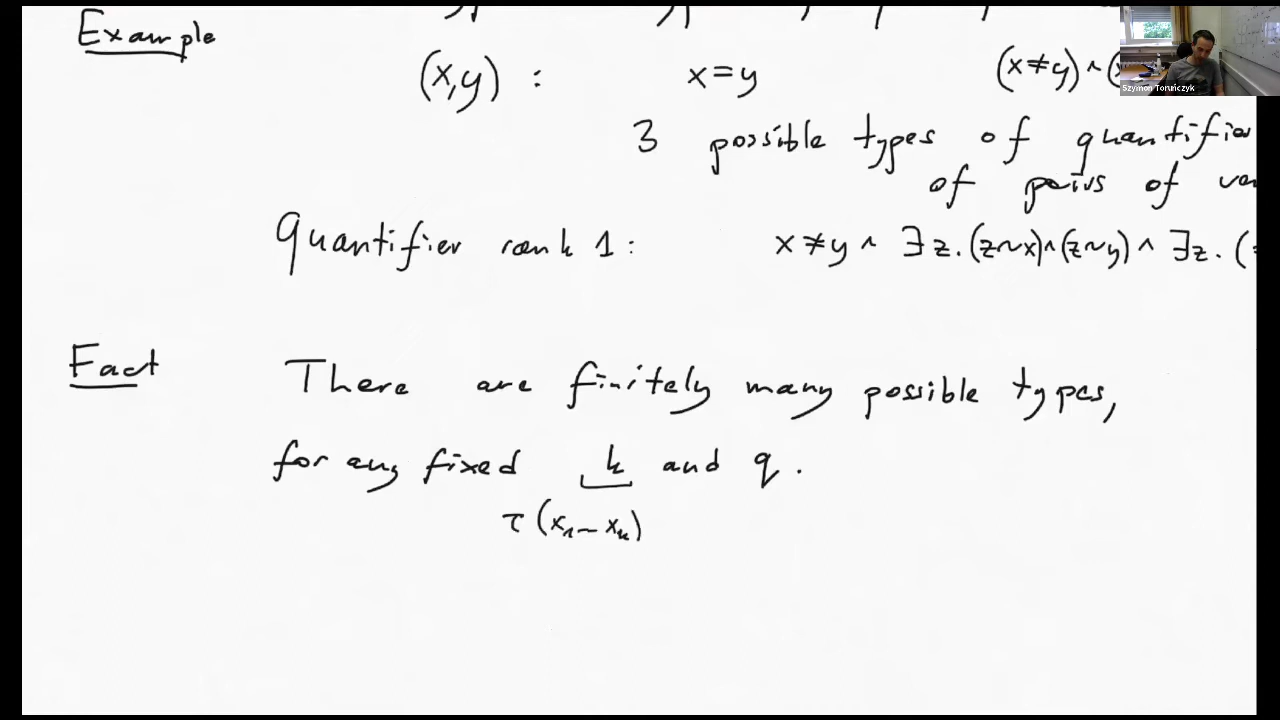 Example
(x,y) : x=y (x≠y) ∧ (
Szymon Toruńczyk
3 possible types of quantifier
of pairs of var
Quantifier rank 1: x≠y ∧ ∃z.(z~x)∧(z~y) ∧ ∃z. (
Fact There are finitely many possible types,
for any fixed k and q.
τ(x₁–xₖ)